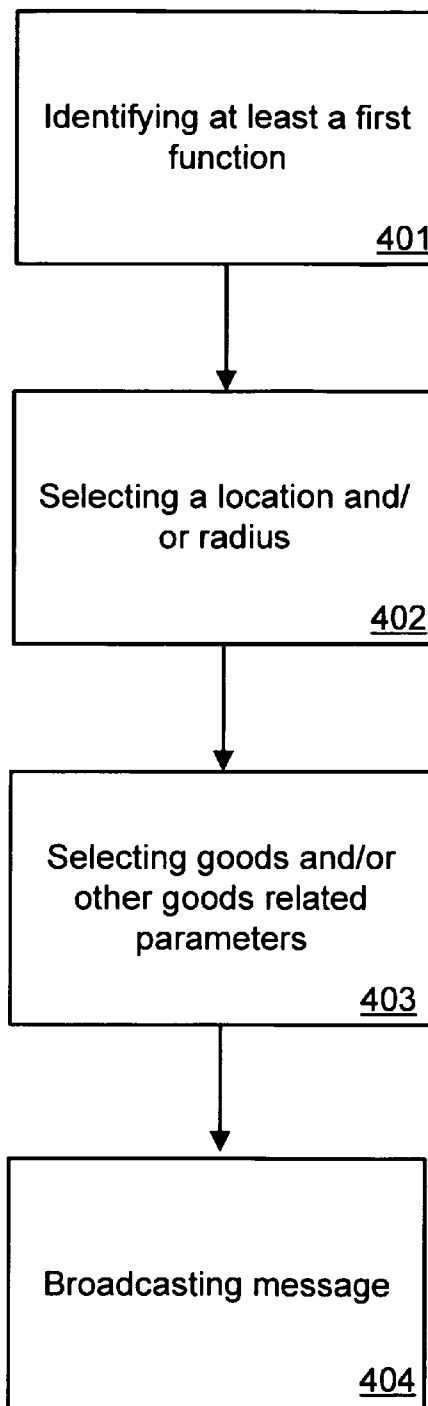 Identifying at least a first
function
401
Selecting a location and/
or radius
402
Selecting goods and/or
other goods related
parameters
403
Broadcasting message
404